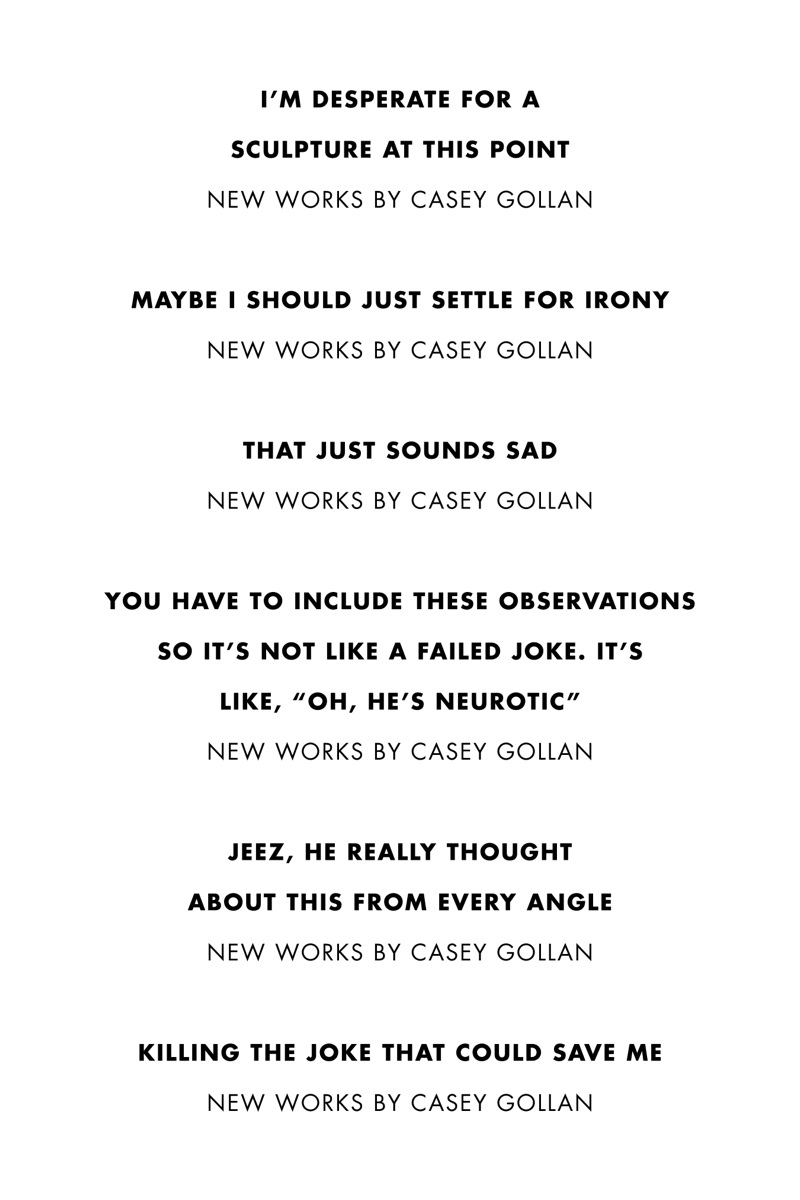 I’M DESPERATE FOR A
SCULPTURE AT THIS POINT
NEW WORKS BY CASEY GOLLAN
MAYBE I SHOULD JUST SETTLE FOR IRONY
NEW WORKS BY CASEY GOLLAN
THAT JUST SOUNDS SAD
NEW WORKS BY CASEY GOLLAN
YOU HAVE TO INCLUDE THESE OBSERVATIONS
SO IT’S NOT LIKE A FAILED JOKE. IT’S
LIKE, “OH, HE’S NEUROTIC”
NEW WORKS BY CASEY GOLLAN
JEEZ, HE REALLY THOUGHT
ABOUT THIS FROM EVERY ANGLE
NEW WORKS BY CASEY GOLLAN
KILLING THE JOKE THAT COULD SAVE ME
NEW WORKS BY CASEY GOLLAN